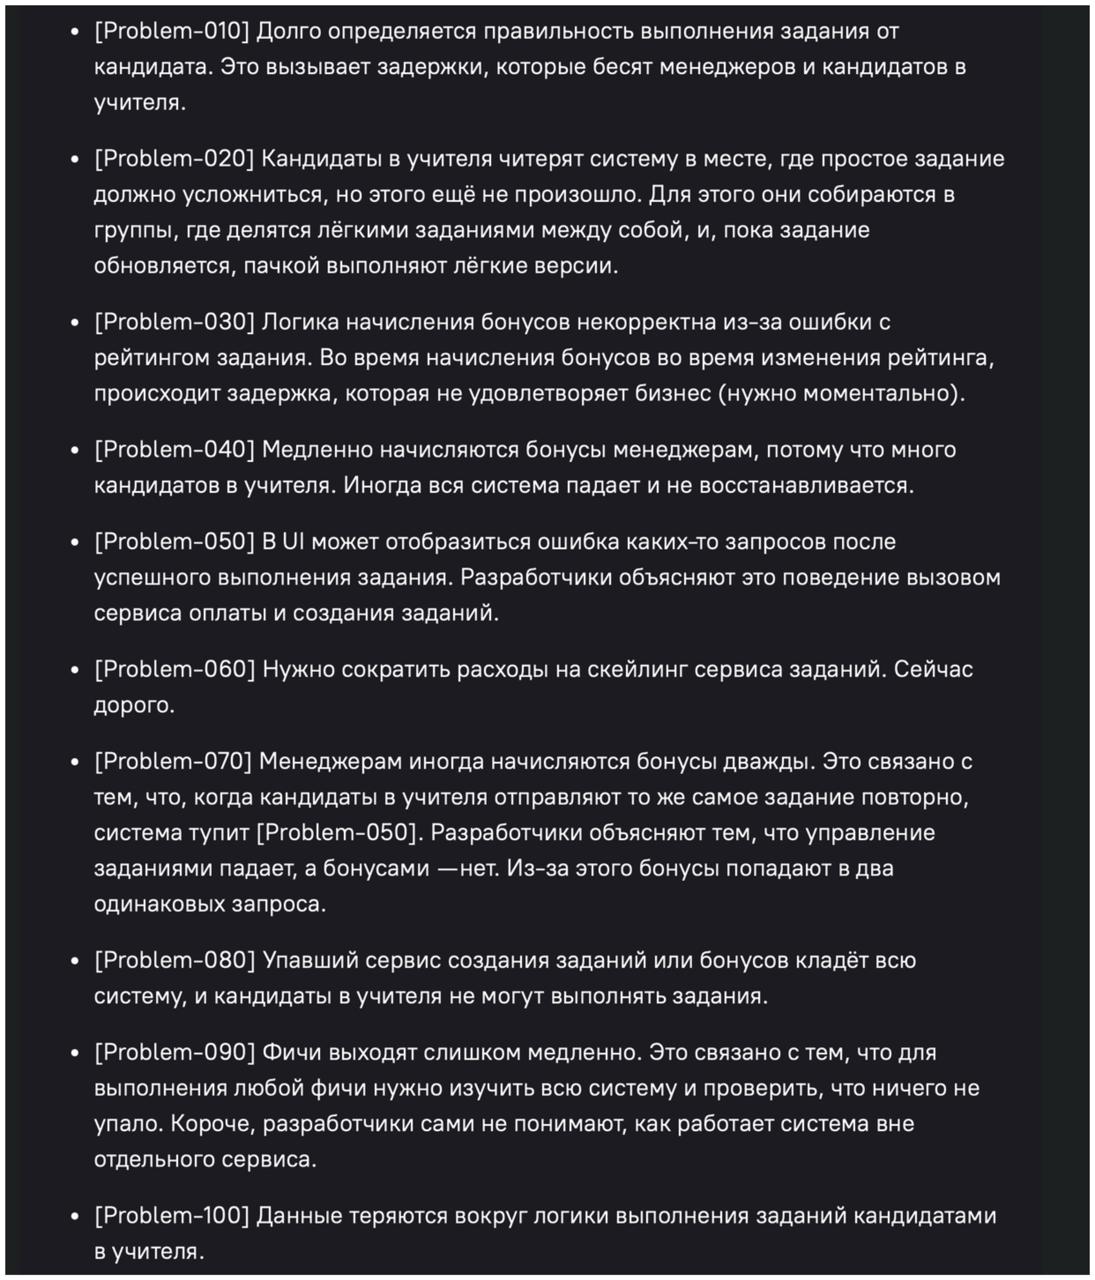 • [Problem-010] Долго определяется правильность выполнения задания от
кандидата. Это вызывает задержки, которые бесят менеджеров и кандидатов в
учителя.
• [Problem-020] Кандидаты в учителя читерят систему в месте, где простое задание
должно усложниться, но этого ещё не произошло. Для этого они собираются в
группы, где делятся лёгкими заданиями между собой, и, пока задание
обновляется, пачкой выполняют лёгкие версии.
• [Problem-030] Логика начисления бонусов некорректна из-за ошибки с
рейтингом задания. Во время начисления бонусов во время изменения рейтинга,
происходит задержка, которая не удовлетворяет бизнес (нужно моментально).
• [Problem-040] Медленно начисляются бонусы менеджерам, потому что много
кандидатов в учителя. Иногда вся система падает и не восстанавливается.
• [Problem-050] В UI может отобразиться ошибка каких-то запросов после
успешного выполнения задания. Разработчики объясняют это поведение вызовом
сервиса оплаты и создания заданий.
• [Problem-060] Нужно сократить расходы на скейлинг сервиса заданий. Сейчас
дорого.
• [Problem-070] Менеджерам иногда начисляются бонусы дважды. Это связано с
тем, что, когда кандидаты в учителя отправляют то же самое задание повторно,
система тупит [Problem-050]. Разработчики объясняют тем, что управление
заданиями падает, а бонусами —нет. Из-за этого бонусы попадают в два
одинаковых запроса.
• [Problem-080] Упавший сервис создания заданий или бонусов кладёт всю
систему, и кандидаты в учителя не могут выполнять задания.
• [Problem-090] Фичи выходят слишком медленно. Это связано с тем, что для
выполнения любой фичи нужно изучить всю систему и проверить, что ничего не
упало. Короче, разработчики сами не понимают, как работает система вне
отдельного сервиса.
• [Problem-100] Данные теряются вокруг логики выполнения заданий кандидатами
в учителя.